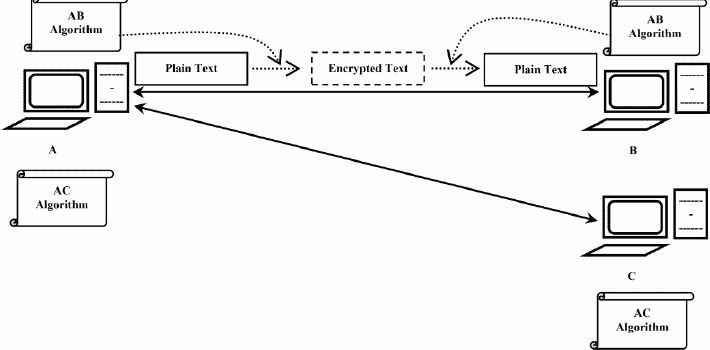 AB
Algorithm
AB
Algorithm
Plain Text
Encrypted Text
Plain Text
A
B
AC
Algorithm
C
AC
Algorithm